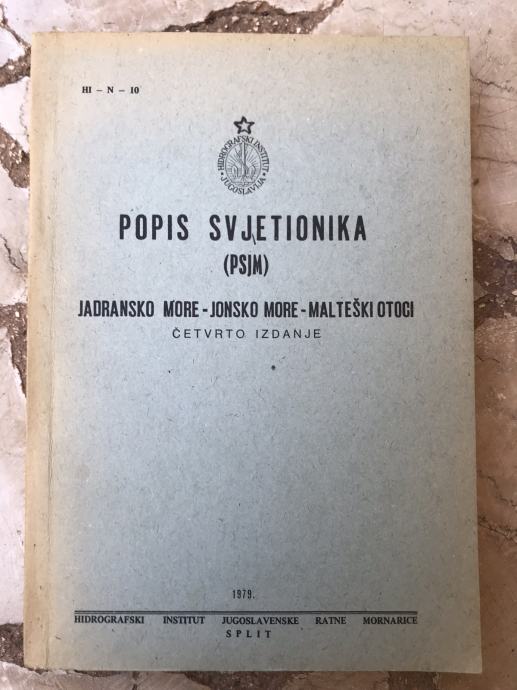 HI – N – 10
HIDROGRAFSKI INSTITUT
JUGOSLAVIJA
POPIS SVJETIONIKA
(PSJM)
JADRANSKO MORE - JONSKO MORE - MALTEŠKI OTOCI
ČETVRTO IZDANJE
1979.
HIDROGRAFSKI INSTITUT JUGOSLAVENSKE RATNE MORNARICE
SPLIT